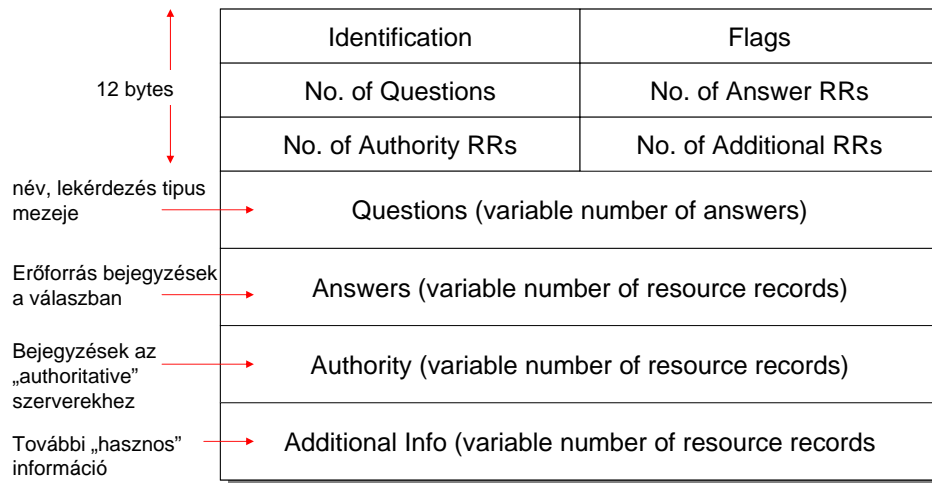 Identification
Flags
12 bytes
No. of Questions
No. of Answer RRs
No. of Authority RRs
No. of Additional RRs
név, lekérdezés tipus
mezeje
Questions (variable number of answers)
Erőforrás bejegyzések
a válaszban
Answers (variable number of resource records)
Bejegyzések az
„authoritative”
szerverekhez
Authority (variable number of resource records)
További „hasznos”
információ
Additional Info (variable number of resource records